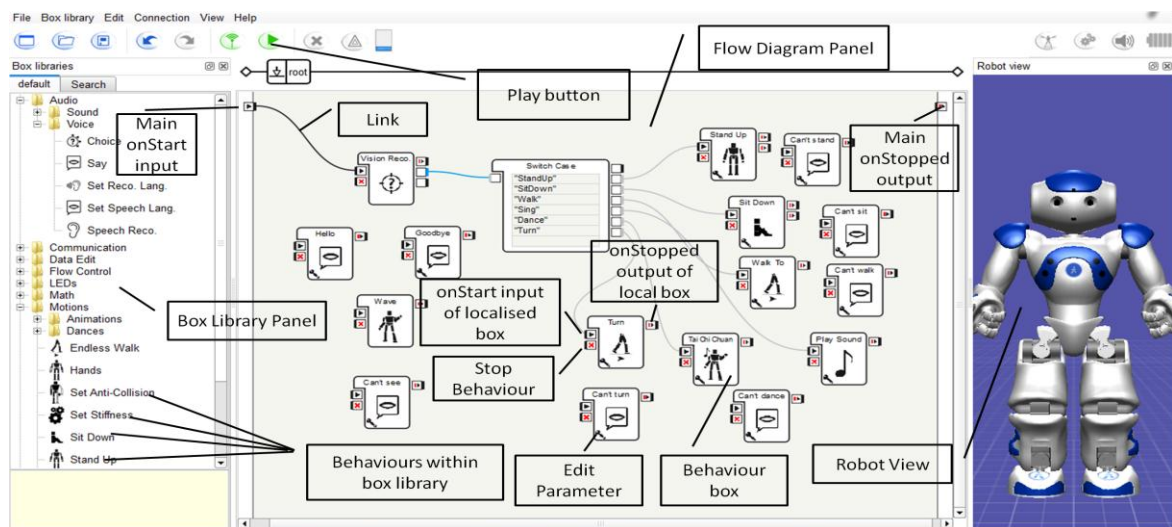 File Box library Edit Connection View Help
Box libraries
default Search
Audio
Sound
Voice
Choice
Say
Set Reco. Lang.
Set Speech Lang.
Speech Reco.
Communication
Data Edit
Flow Control
LEDs
Math
Motions
Animations
Dances
Endless Walk
Hands
Set Anti-Collision
Set Stiffness
Sit Down
Stand Up
Main
onStart
input
Box Library Panel
root
Play button
Flow Diagram Panel
Link
Vision Reco.
Switch Case
"StandUp"
"SitDown"
"Walk"
"Sing"
"Dance"
"Turn"
Stand Up
Can't stand
Main
onStopped
output
Hello
Goodbye
Sit Down
Can't sit
Wave
onStart input
of localised
box
onStopped
output of
local box
Walk To
Can't walk
Stop
Behaviour
Turn
Tai Chi Chuan
Play Sound
Can't see
Can't turn
Can't dance
Behaviours within
box library
Edit
Parameter
Behaviour
box
Robot View
Robot view